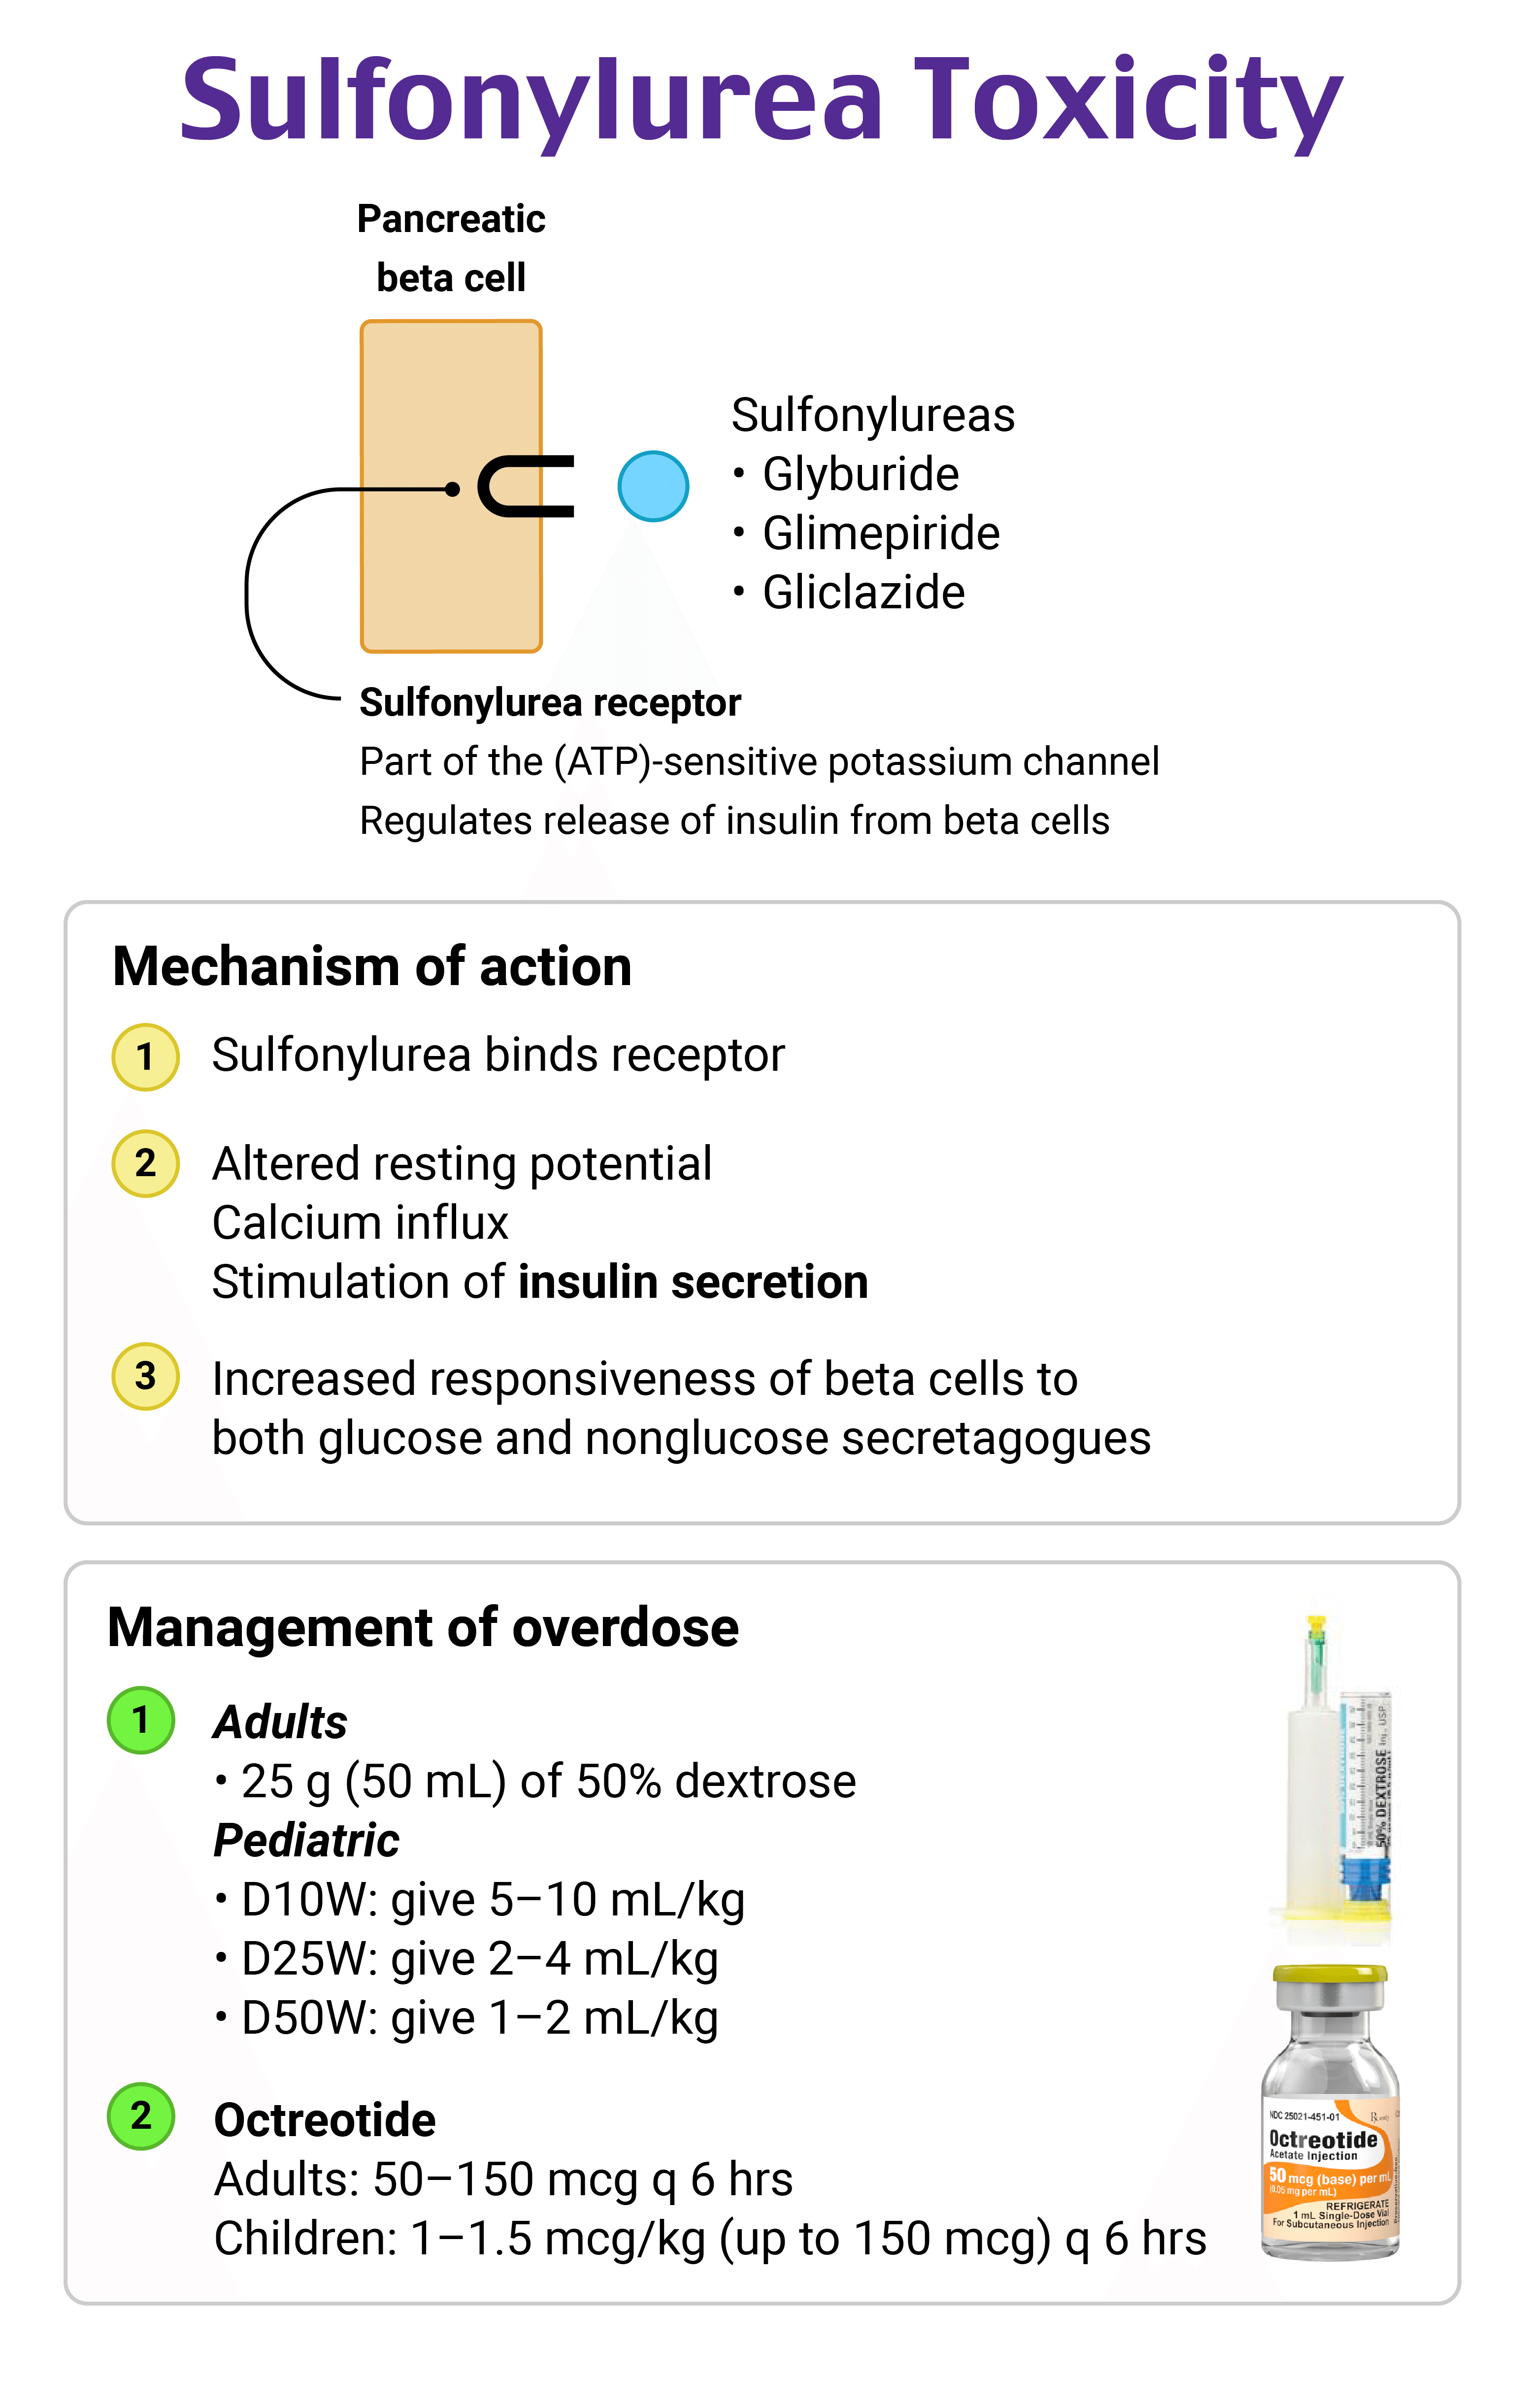 Sulfonylurea Toxicity
Pancreatic
beta cell
Sulfonylureas
• Glyburide
• Glimepiride
• Gliclazide
Sulfonylurea receptor
Part of the (ATP)-sensitive potassium channel
Regulates release of insulin from beta cells
Mechanism of action
1 Sulfonylurea binds receptor
2 Altered resting potential
Calcium influx
Stimulation of insulin secretion
3 Increased responsiveness of beta cells to
both glucose and nonglucose secretagogues
Management of overdose
1 Adults
• 25 g (50 mL) of 50% dextrose
Pediatric
• D10W: give 5–10 mL/kg
• D25W: give 2–4 mL/kg
• D50W: give 1–2 mL/kg
2 Octreotide
Adults: 50–150 mcg q 6 hrs
Children: 1–1.5 mcg/kg (up to 150 mcg) q 6 hrs
50% DEXTROSE Inj., USP
NDC 25021-451-01
Octreotide
Acetate Injection
50 mcg (base) per mL
(0.05 mg per mL)
REFRIGERATE
1 mL Single-Dose Vial
For Subcutaneous Injection